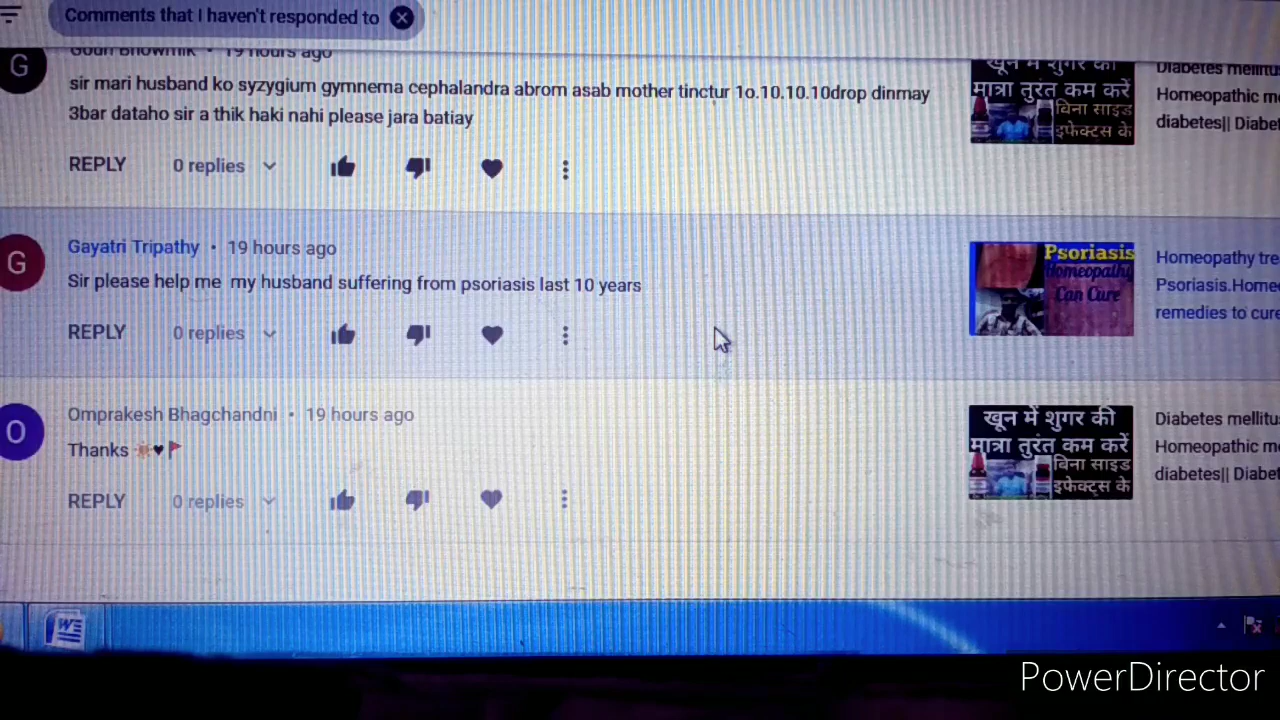 Comments that I haven't responded to
G
Gouri Bhowmik • 19 hours ago
sir mari husband ko syzygium gymnema cephalandra abrom asab mother tinctur 1o.10.10.10drop dinmay
3bar dataho sir a thik haki nahi please jara batiay
REPLY 0 replies
खून में शुगर की
मात्रा तुरंत कम करें
बिना साइड
इफेक्ट्स के
Diabetes mellitu
Homeopathic me
diabetes|| Diabet
G
Gayatri Tripathy • 19 hours ago
Sir please help me my husband suffering from psoriasis last 10 years
REPLY 0 replies
Psoriasis
Homeopathy
Can Cure
Homeopathy tre
Psoriasis.Home
remedies to cure
O
Omprakesh Bhagchandni • 19 hours ago
Thanks ☀️♥🚩
REPLY 0 replies
खून में शुगर की
मात्रा तुरंत कम करें
बिना साइड
इफेक्ट्स के
Diabetes mellitu
Homeopathic me
diabetes|| Diabet
W
PowerDirector